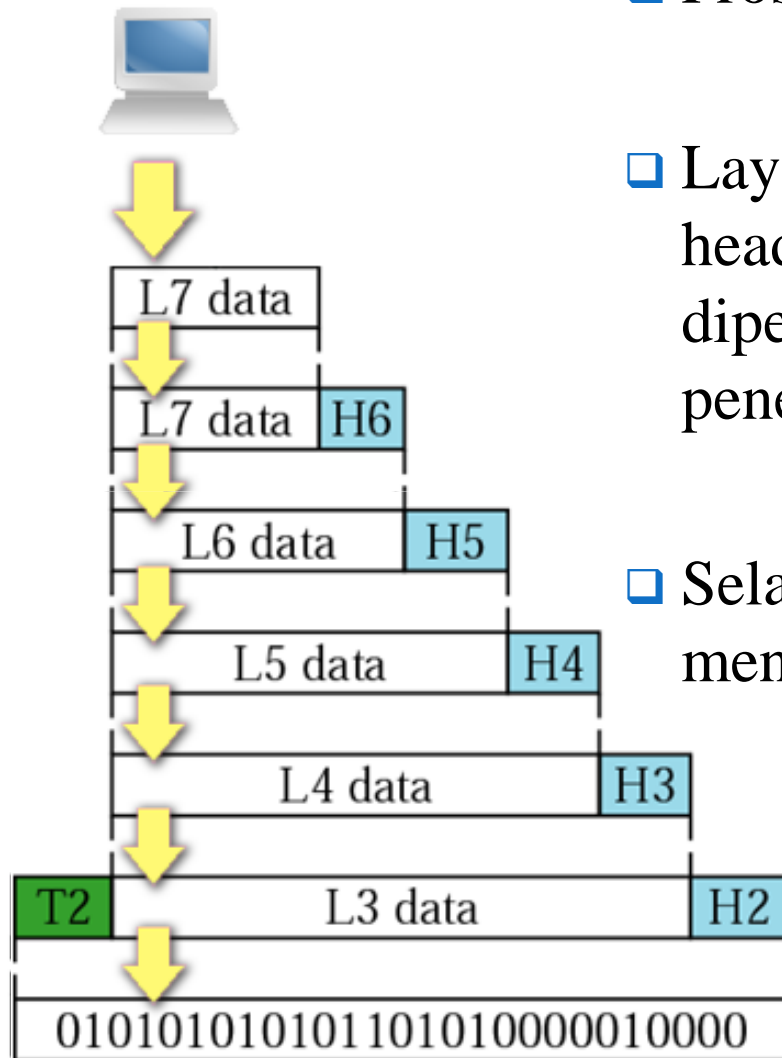 Lay
L7 data
head
dipe
pene
L7 data H6
L6 data H5
Sela
men
L5 data H4
L4 data H3
T2 L3 data H2
010101010101101010000010000